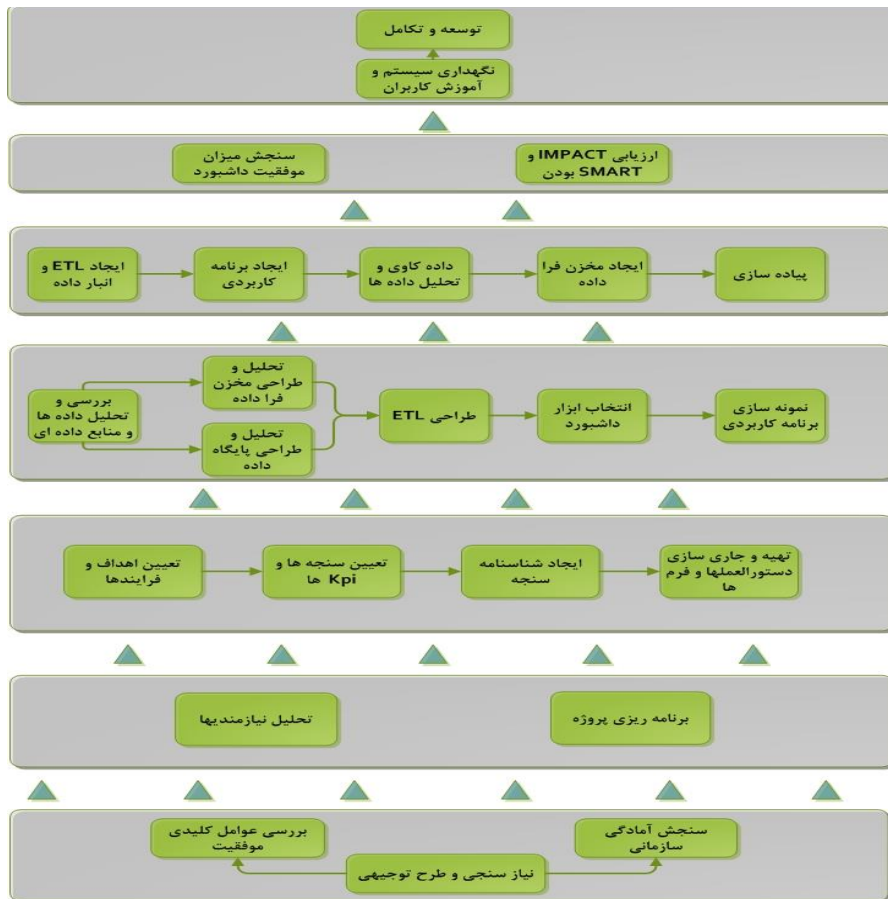 توسعه و تکامل
نگهداری سیستم و
آموزش کاربران
سنجش میزان
موفقیت داشبورد
ارزیابی IMPACT و
SMART بودن
ایجاد ETL و
انبار داده
ایجاد برنامه
کاربردی
داده کاوی و
تحلیل داده ها
ایجاد مخزن فرا
داده
پیاده سازی
بررسی و
تحلیل داده ها
و منابع داده ای
تحلیل و
طراحی مخزن
فرا داده
تحلیل و
طراحی پایگاه
داده
طراحی ETL
انتخاب ابزار
داشبورد
نمونه سازی
برنامه کاربردی
تعیین اهداف و
فرایندها
تعیین سنجه ها و
Kpi ها
ایجاد شناسنامه
سنجه
تهیه و جاری سازی
دستورالعملها و فرم
ها
تحلیل نیازمندیها
برنامه ریزی پروژه
بررسی عوامل کلیدی
موفقیت
سنجش آمادگی
سازمانی
نیاز سنجی و طرح توجیهی